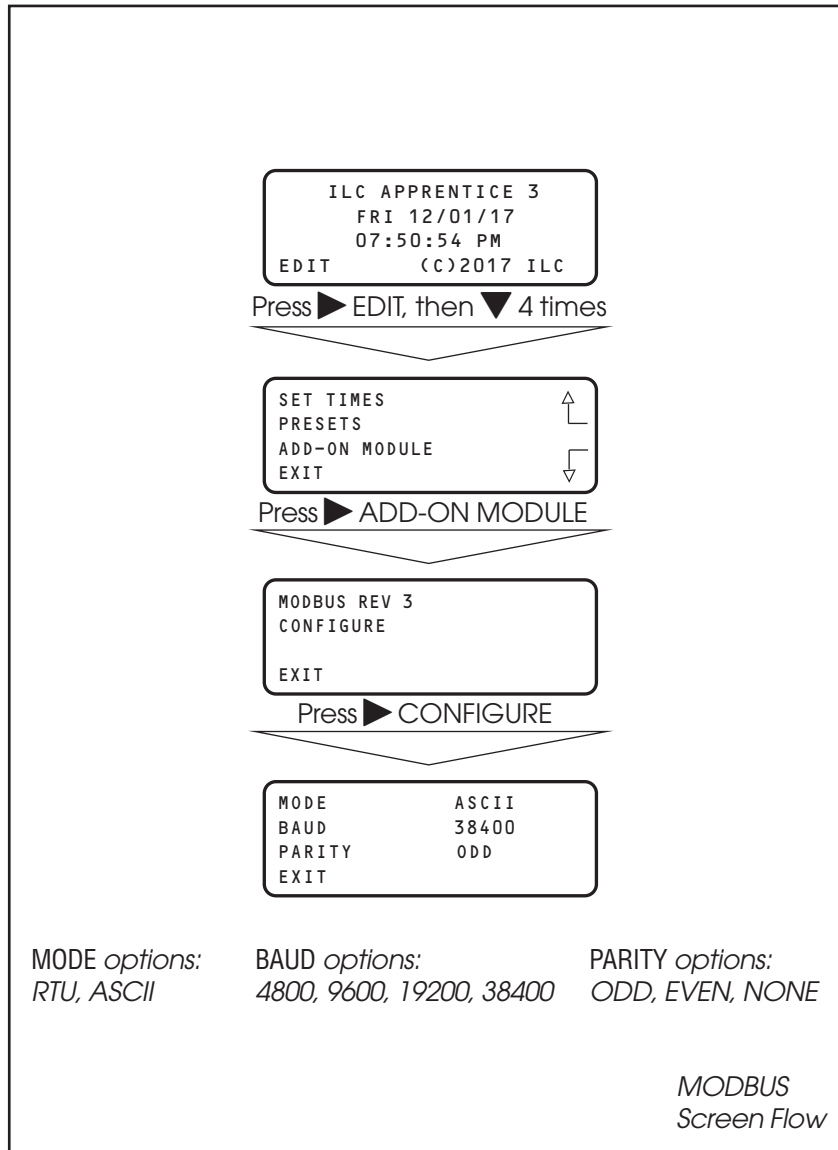 ILC APPRENTICE 3
FRI 12/01/17
07:50:54 PM
EDIT (C)2017 ILC
Press ▶ EDIT, then ▼ 4 times
SET TIMES
PRESETS
ADD-ON MODULE
EXIT
Press ▶ ADD-ON MODULE
MODBUS REV 3
CONFIGURE
EXIT
Press ▶ CONFIGURE
MODE ASCII
BAUD 38400
PARITY ODD
EXIT
MODE options:
RTU, ASCII
BAUD options:
4800, 9600, 19200, 38400
PARITY options:
ODD, EVEN, NONE
MODBUS
Screen Flow